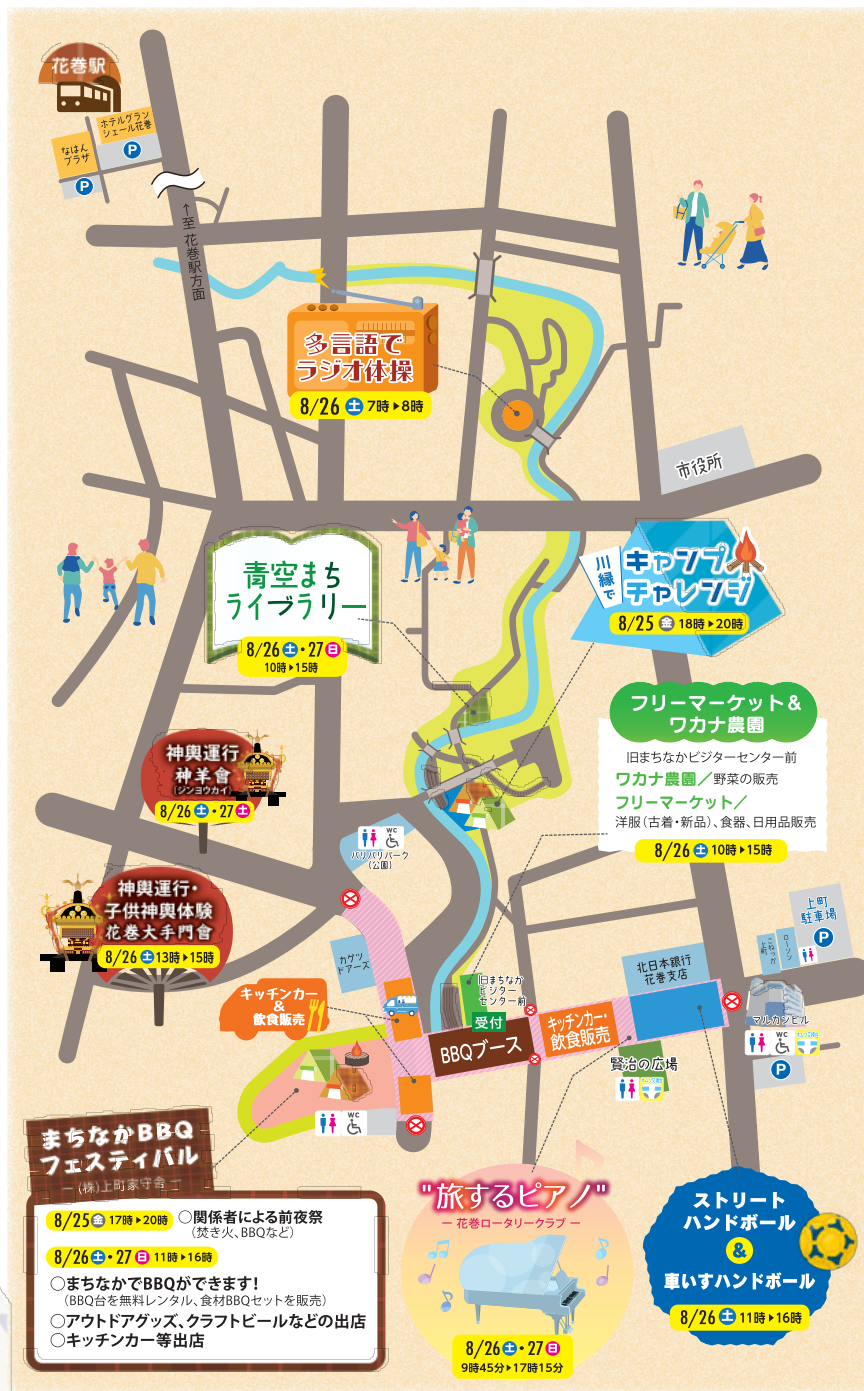 花巻駅
ホテルグラン
シェール花巻
P
なはん
プラザ
P
←至 花巻駅方面
多言語で
ラジオ体操
8/26 土 7時▶8時
市役所
青空まち
ライブラリー
8/26 土・27 日
10時▶15時
川縁で
キャンプ
チャレンジ
8/25 金 18時▶20時
フリーマーケット&
ワカナ農園
旧まちなかビジターセンター前
ワカナ農園/野菜の販売
フリーマーケット/
洋服(古着・新品)、食器、日用品販売
8/26 土 10時▶15時
神輿運行
神羊會
(ジンヨウカイ)
8/26 土・27 土
WC
パリパリパーク
(公園)
神輿運行・
子供神輿体験
花巻大手門會
8/26 土 13時▶15時
カゲツ
ドアーズ
キッチンカー
&
飲食販売
旧まちなか
ビジター
センター前
受付
BBQブース
キッチンカー・
飲食販売
北日本銀行
花巻支店
上町
こねっか
ローソン
上町
駐車場
P
マルカンビル
WC
P
賢治の広場
WC
まちなかBBQ
フェスティバル
— (株)上町家守舎 —
8/25 金 17時▶20時 ○関係者による前夜祭
(焚き火、BBQなど)
8/26 土・27 日 11時▶16時
○まちなかでBBQができます!
(BBQ台を無料レンタル、食材BBQセットを販売)
○アウトドアグッズ、クラフトビールなどの出店
○キッチンカー等出店
"旅するピアノ"
— 花巻ロータリークラブ —
8/26 土・27 日
9時45分▶17時15分
ストリート
ハンドボール
&
車いすハンドボール
8/26 土 11時▶16時